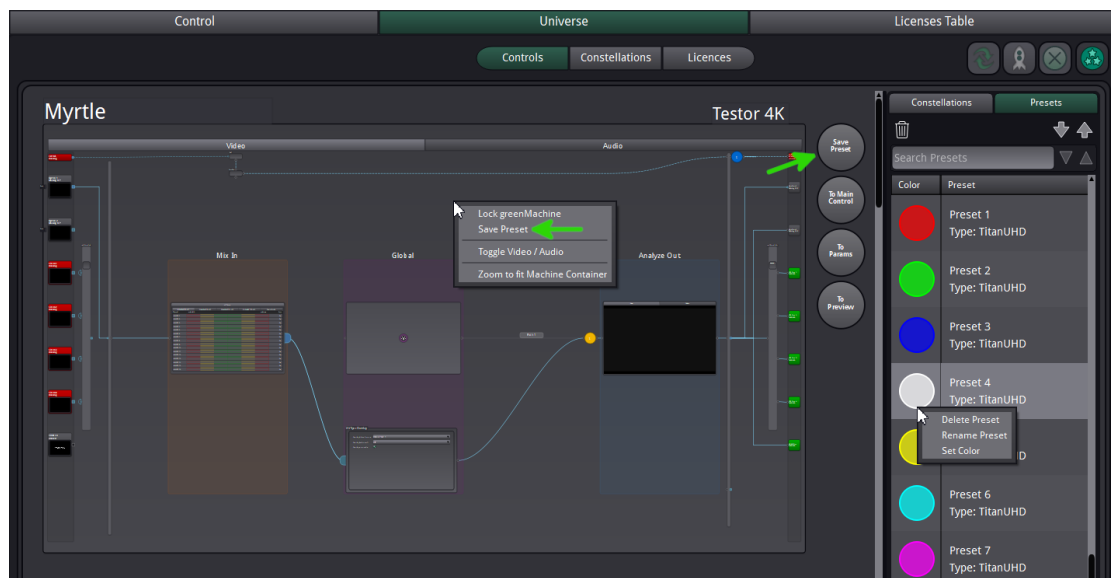 Control
Universe
Licenses Table
Controls
Constellations
Licences
Myrtle
Testor 4K
Video
Audio
Mix In
Global
Analyze Out
Lock greenMachine
Save Preset
Toggle Video / Audio
Zoom to fit Machine Container
Save
Preset
To Main
Control
To
Params
To
Preview
Constellations
Presets
Search Presets
Color
Preset
Preset 1
Type: TitanUHD
Preset 2
Type: TitanUHD
Preset 3
Type: TitanUHD
Preset 4
Type: TitanUHD
Delete Preset
Rename Preset
Set Color
D
Preset 6
Type: TitanUHD
Preset 7
Type: TitanUHD